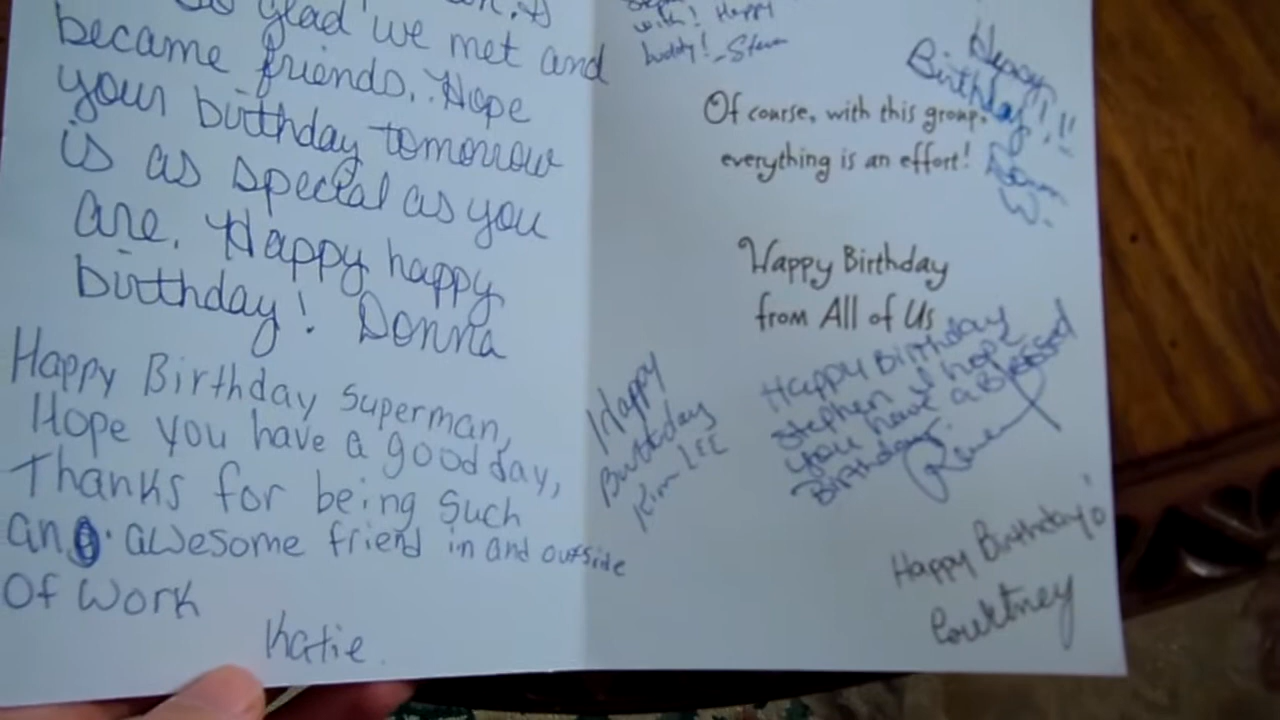 glad we met and
became friends. Hope
your birthday tomorrow
is as special as you
are. Happy happy
birthday! Donna
Happy Birthday Superman,
Hope you have a good day,
Thanks for being such
an awesome friend in and outside
of work
Katie
with! Happy
buddy! -Steve
Happy
Birthday!!!
W.
Of course, with this group,
everything is an effort!
Happy Birthday
from All of Us
Happy
Birthday
Kim LEE
Happy Birthday
Stephen I hope
you have a Blessed
Birthday.
Happy Birthday!
Courtney